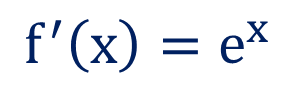 f′(x) = eˣ